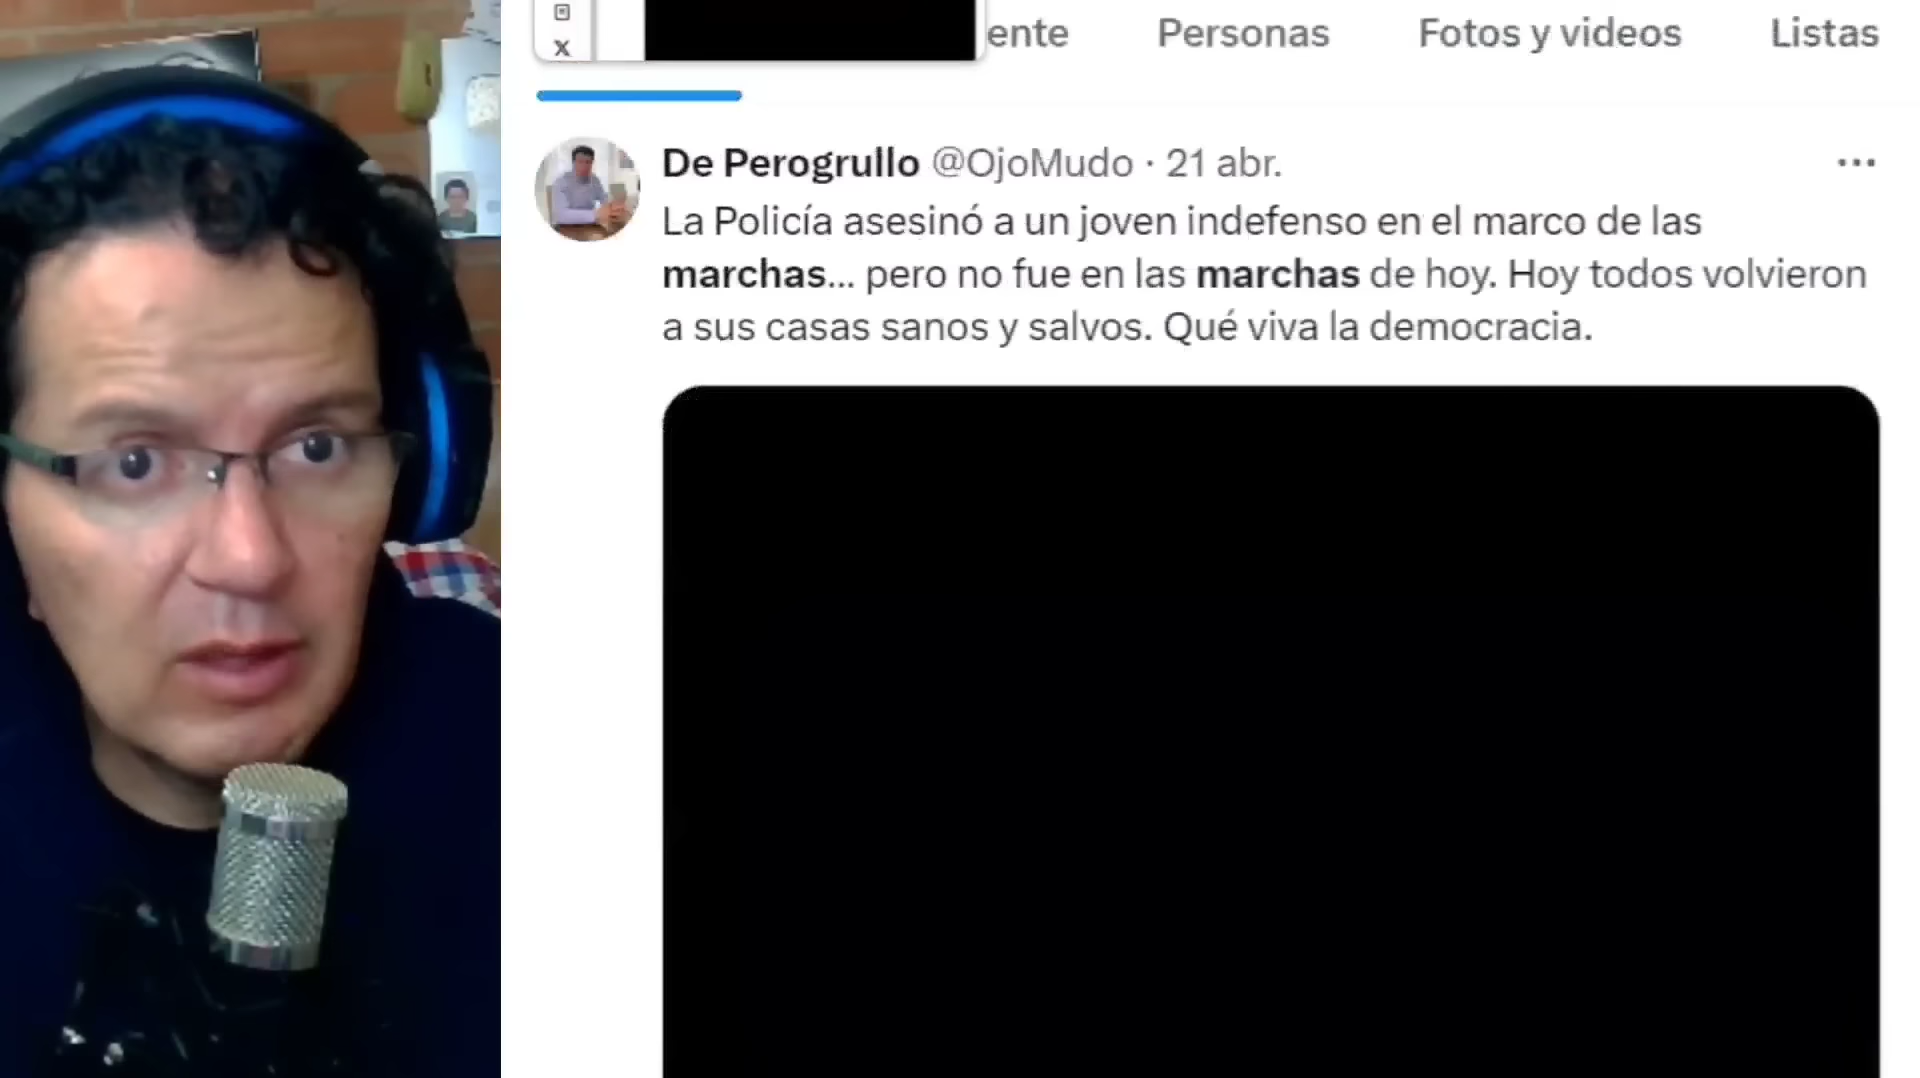 ente Personas Fotos y videos Listas
De Perogrullo @OjoMudo · 21 abr.
La Policía asesinó a un joven indefenso en el marco de las
marchas... pero no fue en las marchas de hoy. Hoy todos volvieron
a sus casas sanos y salvos. Qué viva la democracia.